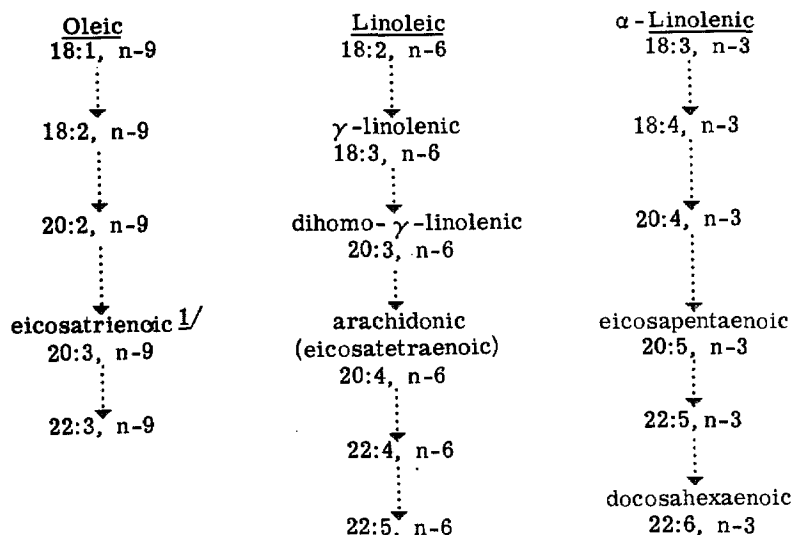 Oleic
18:1, n-9
18:2, n-9
20:2, n-9
eicosatrienoic 1/
20:3, n-9
22:3, n-9
Linoleic
18:2, n-6
γ-linolenic
18:3, n-6
dihomo- γ-linolenic
20:3, n-6
arachidonic
(eicosatetraenoic)
20:4, n-6
22:4, n-6
22:5, n-6
α-Linolenic
18:3, n-3
18:4, n-3
20:4, n-3
eicosapentaenoic
20:5, n-3
22:5, n-3
docosahexaenoic
22:6, n-3